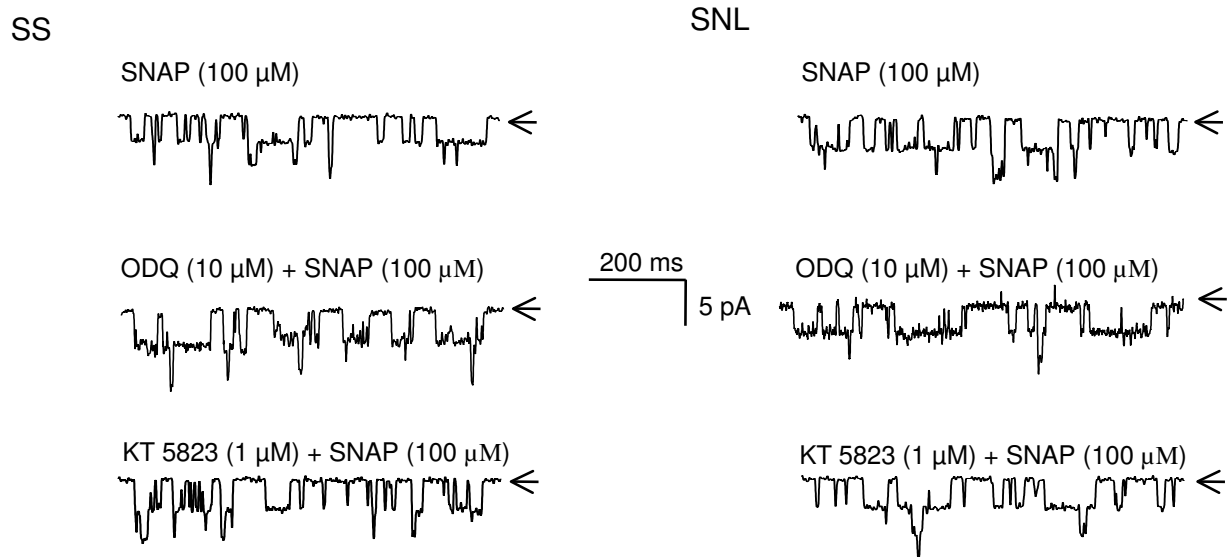 SS
SNL
SNAP (100 µM)
SNAP (100 µM)
ODQ (10 µM) + SNAP (100 µM)
200 ms
5 pA
ODQ (10 µM) + SNAP (100 µM)
KT 5823 (1 µM) + SNAP (100 µM)
KT 5823 (1 µM) + SNAP (100 µM)